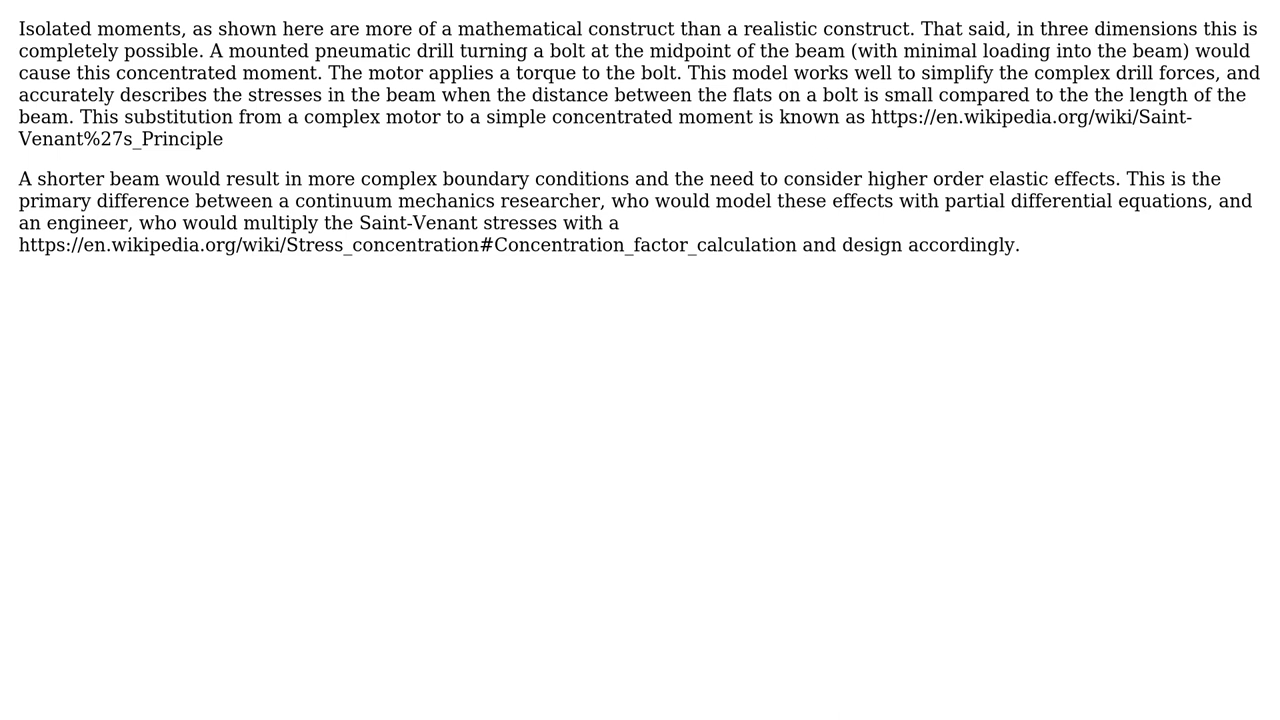 Isolated moments, as shown here are more of a mathematical construct than a realistic construct. That said, in three dimensions this is
completely possible. A mounted pneumatic drill turning a bolt at the midpoint of the beam (with minimal loading into the beam) would
cause this concentrated moment. The motor applies a torque to the bolt. This model works well to simplify the complex drill forces, and
accurately describes the stresses in the beam when the distance between the flats on a bolt is small compared to the the length of the
beam. This substitution from a complex motor to a simple concentrated moment is known as https://en.wikipedia.org/wiki/Saint-
Venant%27s_Principle
A shorter beam would result in more complex boundary conditions and the need to consider higher order elastic effects. This is the
primary difference between a continuum mechanics researcher, who would model these effects with partial differential equations, and
an engineer, who would multiply the Saint-Venant stresses with a
https://en.wikipedia.org/wiki/Stress_concentration#Concentration_factor_calculation and design accordingly.